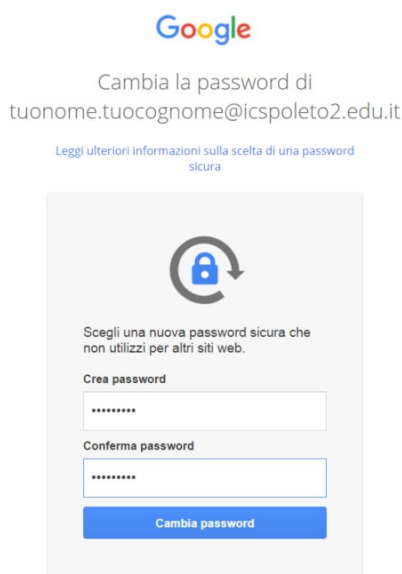 Google
Cambia la password di
tuonome.tuocognome@icspoleto2.edu.it
Leggi ulteriori informazioni sulla scelta di una password
sicura
Scegli una nuova password sicura che
non utilizzi per altri siti web.
Crea password
•••••••••
Conferma password
•••••••••
Cambia password